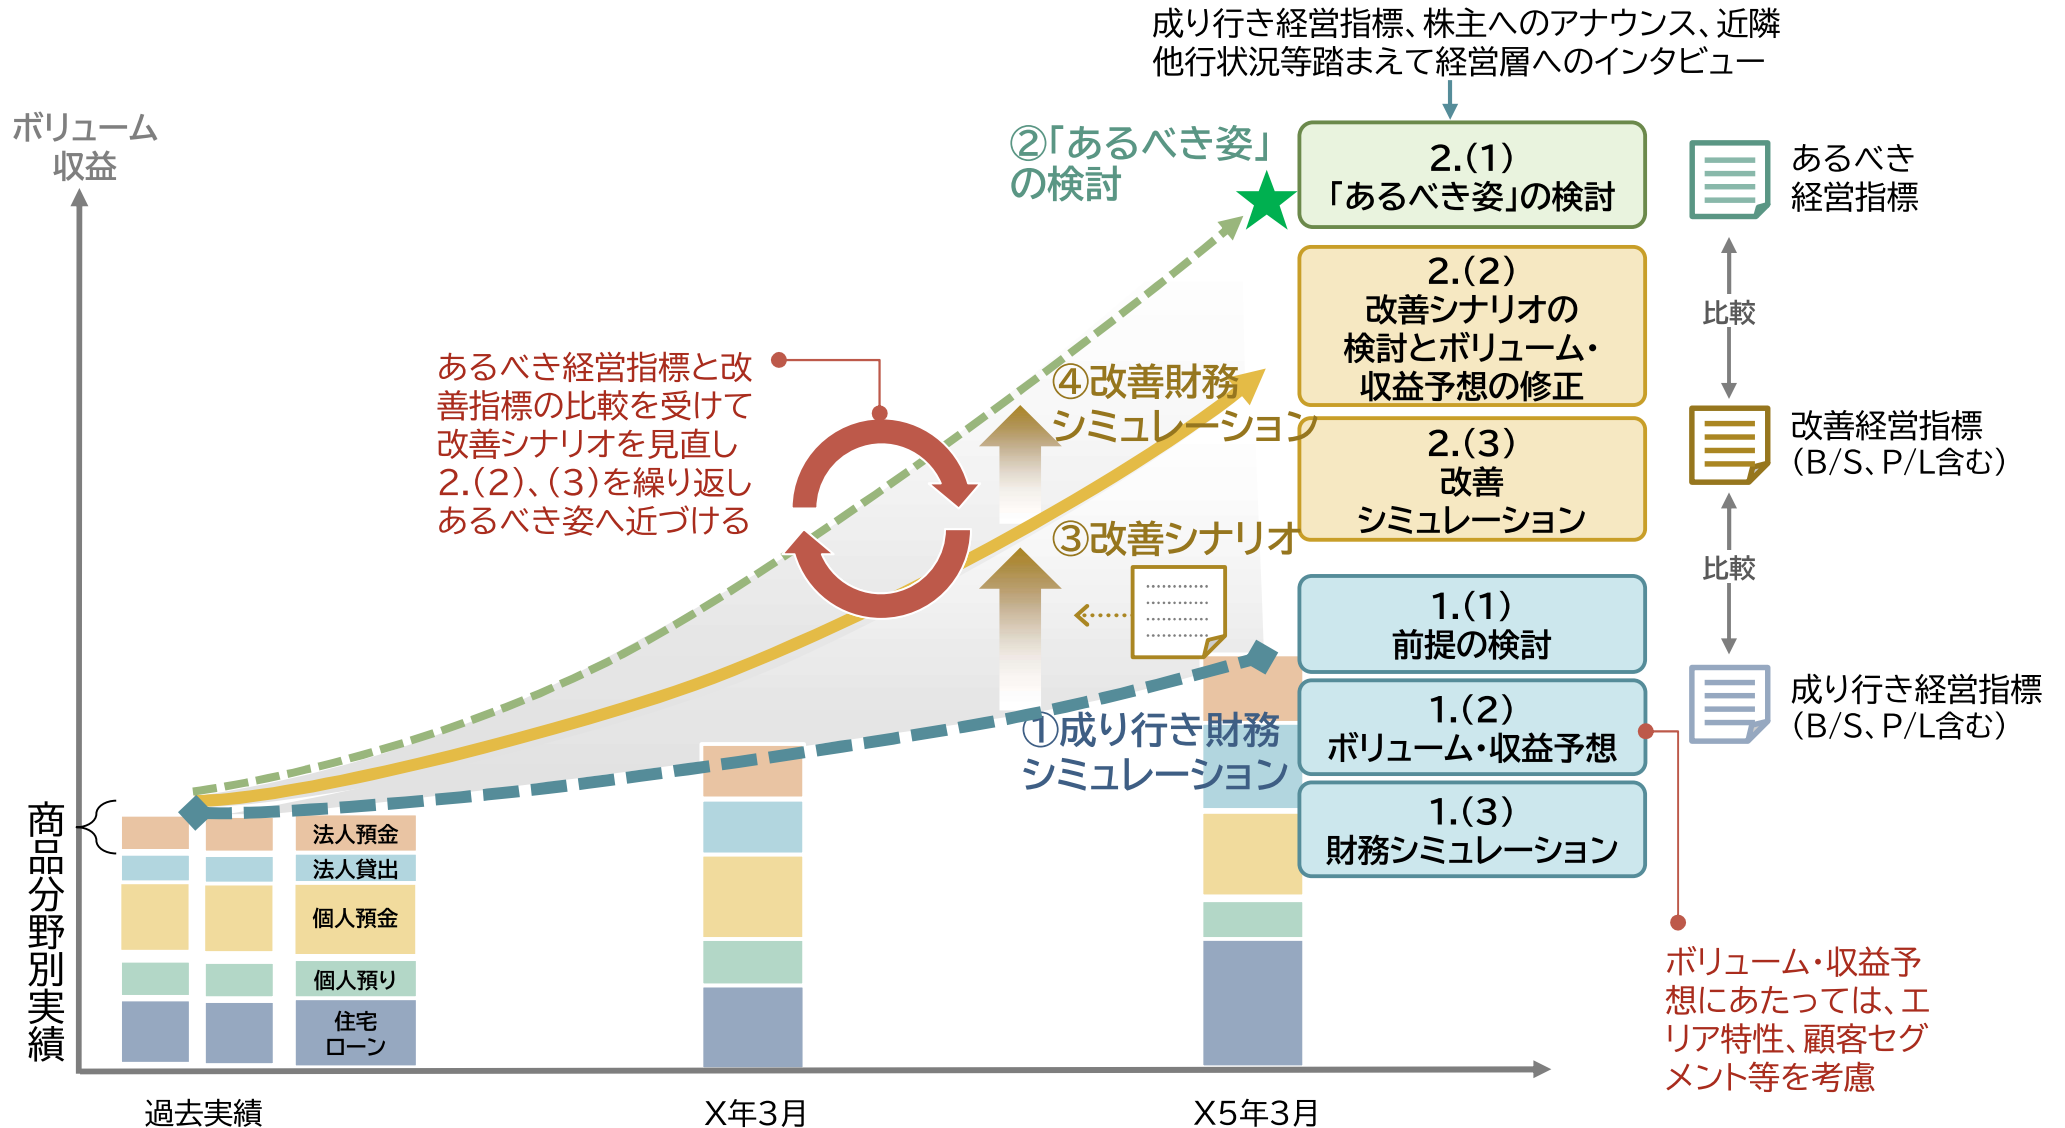 成り行き経営指標、株主へのアナウンス、近隣
他行状況等踏まえて経営層へのインタビュー
ボリューム
収益
②「あるべき姿」
の検討
2.(1)
「あるべき姿」の検討
あるべき
経営指標
2.(2)
改善シナリオの
検討とボリューム・
収益予想の修正
比較
あるべき経営指標と改
善指標の比較を受けて
改善シナリオを見直し
2.(2)、(3)を繰り返し
あるべき姿へ近づける
④改善財務
シミュレーション
2.(3)
改善
シミュレーション
改善経営指標
(B/S、P/L含む)
③改善シナリオ
比較
1.(1)
前提の検討
①成り行き財務
シミュレーション
1.(2)
ボリューム・収益予想
成り行き経営指標
(B/S、P/L含む)
1.(3)
財務シミュレーション
商品分野別実績
法人預金
法人貸出
個人預金
個人預り
住宅
ローン
ボリューム・収益予
想にあたっては、エ
リア特性、顧客セグ
メント等を考慮
過去実績
X年3月
X5年3月